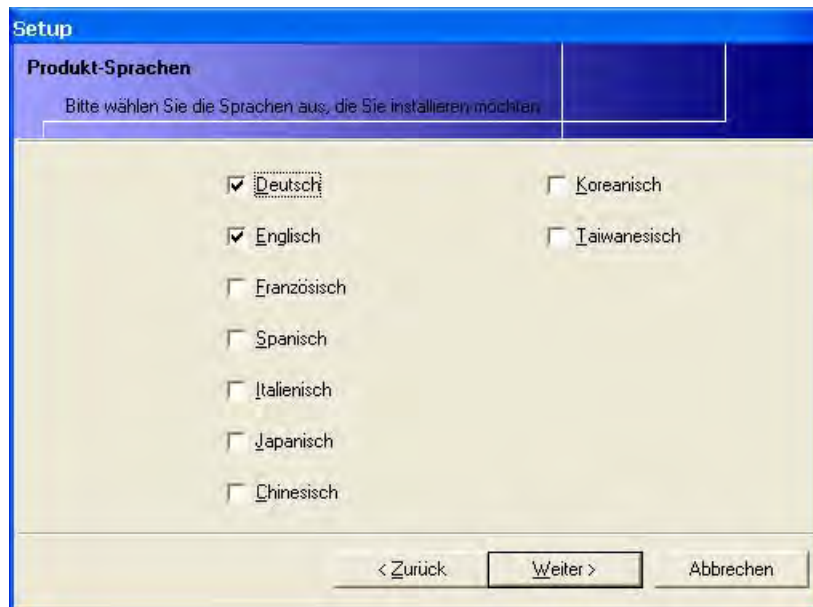 Setup
Produkt-Sprachen
Bitte wählen Sie die Sprachen aus, die Sie installieren möchten
Deutsch
Englisch
Französisch
Spanisch
Italienisch
Japanisch
Chinesisch
Koreanisch
Taiwanesisch
< Zurück
Weiter >
Abbrechen